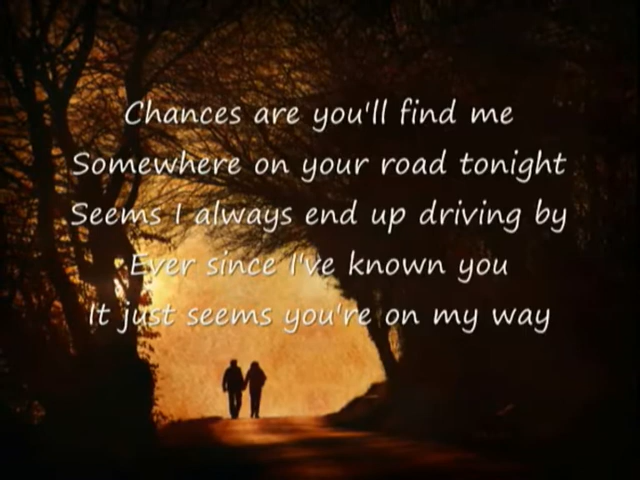 Chances are you'll find me
Somewhere on your road tonight
Seems I always end up driving by
Ever since I've known you
It just seems you're on my way